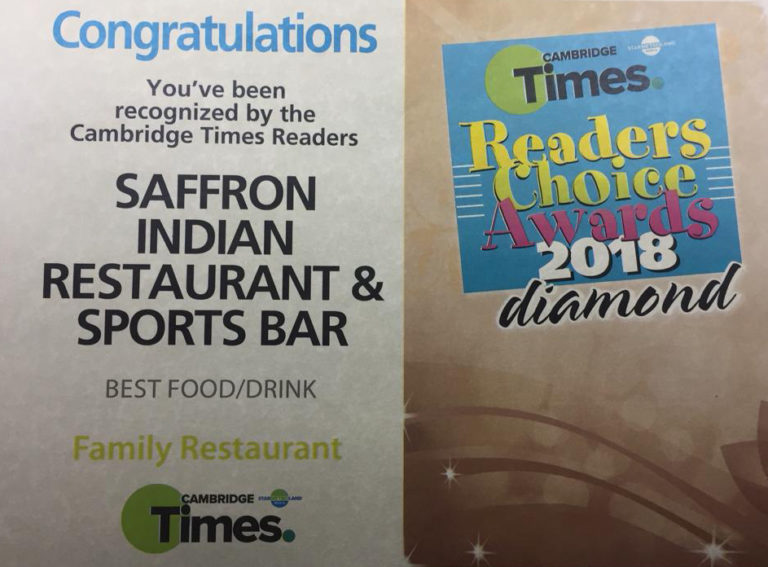 Congratulations
You've been
recognized by the
Cambridge Times Readers
SAFFRON
INDIAN
RESTAURANT &
SPORTS BAR
BEST FOOD/DRINK
Family Restaurant
CAMBRIDGE
Times.
CAMBRIDGE
Times.
Readers
Choice
Awards
2018
diamond